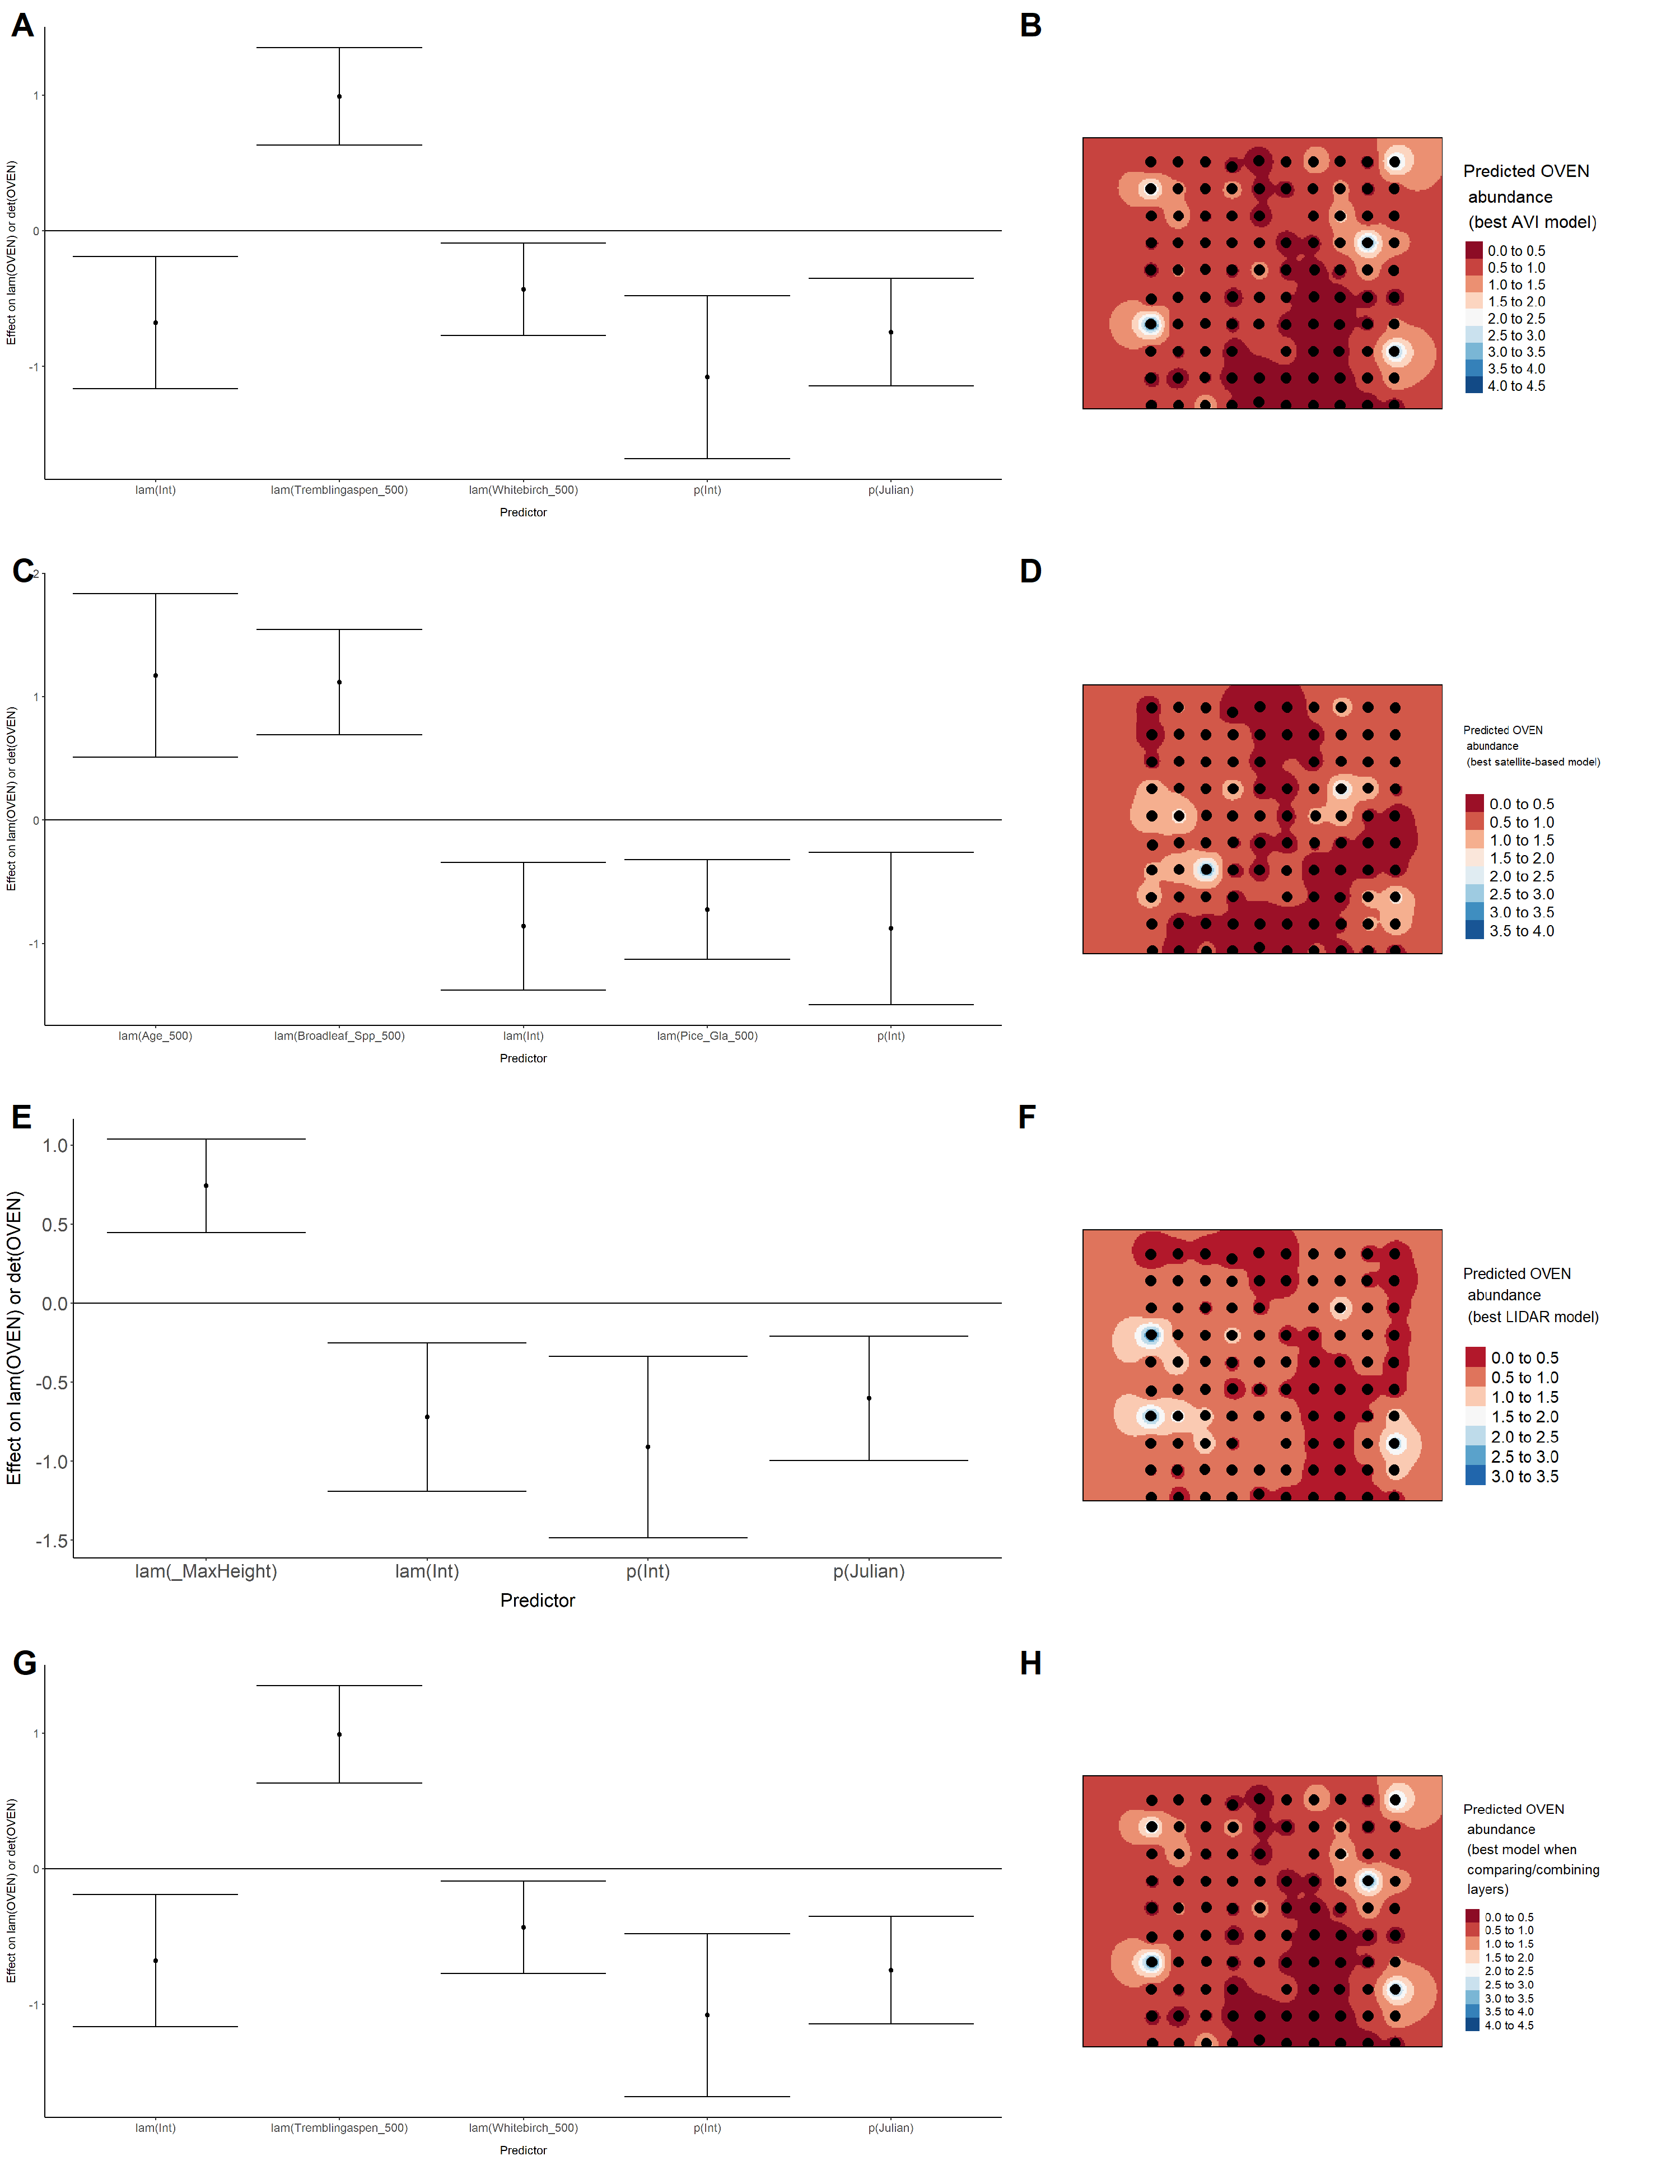 A
Effect on lam(OVEN) or det(OVEN)
1
0
-1
lam(Int)
lam(Tremblingaspen_500)
lam(Whitebirch_500)
p(Int)
p(Julian)
Predictor
B
Predicted OVEN
abundance
(best AVI model)
0.0 to 0.5
0.5 to 1.0
1.0 to 1.5
1.5 to 2.0
2.0 to 2.5
2.5 to 3.0
3.0 to 3.5
3.5 to 4.0
4.0 to 4.5
C
Effect on lam(OVEN) or det(OVEN)
2
1
0
-1
lam(Age_500)
lam(Broadleaf_Spp_500)
lam(Int)
lam(Pice_Gla_500)
p(Int)
Predictor
D
Predicted OVEN
abundance
(best satellite-based model)
0.0 to 0.5
0.5 to 1.0
1.0 to 1.5
1.5 to 2.0
2.0 to 2.5
2.5 to 3.0
3.0 to 3.5
3.5 to 4.0
E
Effect on lam(OVEN) or det(OVEN)
1.0
0.5
0.0
-0.5
-1.0
-1.5
lam(_MaxHeight)
lam(Int)
p(Int)
p(Julian)
Predictor
F
Predicted OVEN
abundance
(best LIDAR model)
0.0 to 0.5
0.5 to 1.0
1.0 to 1.5
1.5 to 2.0
2.0 to 2.5
2.5 to 3.0
3.0 to 3.5
G
Effect on lam(OVEN) or det(OVEN)
1
0
-1
lam(Int)
lam(Tremblingaspen_500)
lam(Whitebirch_500)
p(Int)
p(Julian)
Predictor
H
Predicted OVEN
abundance
(best model when
comparing/combining
layers)
0.0 to 0.5
0.5 to 1.0
1.0 to 1.5
1.5 to 2.0
2.0 to 2.5
2.5 to 3.0
3.0 to 3.5
3.5 to 4.0
4.0 to 4.5